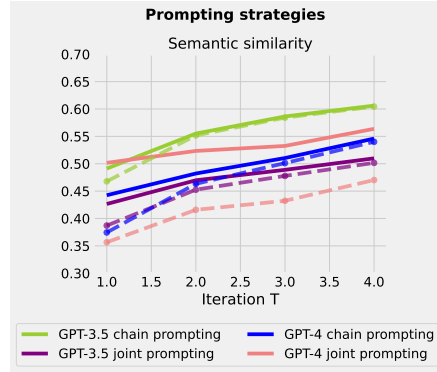 Prompting strategies
Semantic similarity
0.70
0.65
0.60
0.55
0.50
0.45
0.40
0.35
0.30
1.0 1.5 2.0 2.5 3.0 3.5 4.0
Iteration T
GPT-3.5 chain prompting GPT-4 chain prompting
GPT-3.5 joint prompting GPT-4 joint prompting